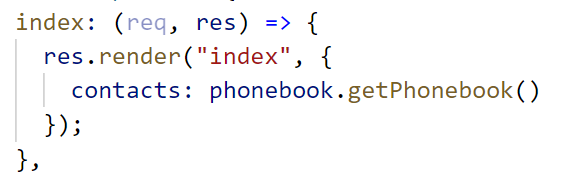 index: (req, res) => {
  res.render("index", {
    contacts: phonebook.getPhonebook()
  });
},